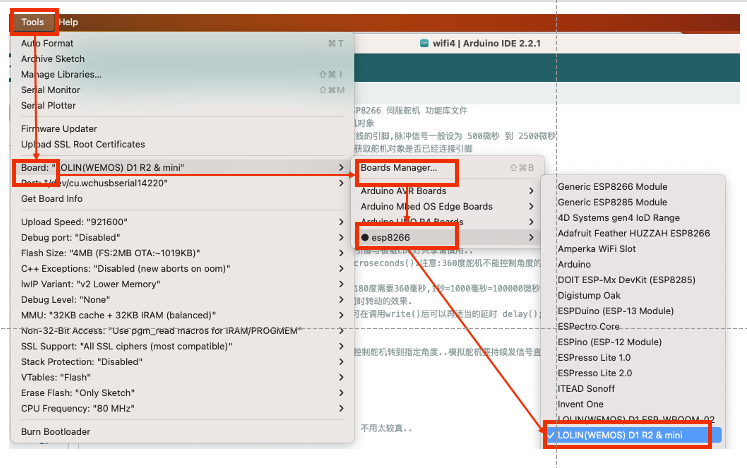 Tools Help
wifi4 | Arduino IDE 2.2.1
Auto Format ⌘T
Archive Sketch
Manage Libraries... ⇧⌘I
Serial Monitor ⇧⌘M
Serial Plotter
Firmware Updater
Upload SSL Root Certificates
Board: "LOLIN(WEMOS) D1 R2 & mini"
Port: "/dev/cu.wchusbserial14220"
Get Board Info
Upload Speed: "921600"
Debug port: "Disabled"
Flash Size: "4MB (FS:2MB OTA:~1019KB)"
C++ Exceptions: "Disabled (new aborts on oom)"
lwIP Variant: "v2 Lower Memory"
Debug Level: "None"
MMU: "32KB cache + 32KB IRAM (balanced)"
Non-32-Bit Access: "Use pgm_read macros for IRAM/PROGMEM"
SSL Support: "All SSL ciphers (most compatible)"
Stack Protection: "Disabled"
VTables: "Flash"
Erase Flash: "Only Sketch"
CPU Frequency: "80 MHz"
Burn Bootloader
SP8266 伺服舵机 功能库文件
机对象
线的引脚,脉冲信号一般设为 500微秒 到 2500微秒
获取舵机对象是否已经连接引脚
Boards Manager... ⇧⌘B
Arduino AVR Boards
Arduino Mbed OS Edge Boards
Arduino UNO R4 Boards
esp8266
croseconds().注意:360度舵机不能控制角度的
180度需要360毫秒,1秒=1000毫秒=100000微秒
同时转动的效果.
可在调用write()后可以再适当的延时 delay();
控制舵机转到指定角度..模拟舵机要持续发信号直
不用太较真..
Generic ESP8266 Module
Generic ESP8285 Module
4D Systems gen4 IoD Range
Adafruit Feather HUZZAH ESP8266
Amperka WiFi Slot
Arduino
DOIT ESP-Mx DevKit (ESP8285)
Digistump Oak
ESPDuino (ESP-13 Module)
ESPectro Core
ESPino (ESP-12 Module)
ESPresso Lite 1.0
ESPresso Lite 2.0
ITEAD Sonoff
Invent One
LOLIN(WEMOS) D1 ESP-WROOM-02
✓ LOLIN(WEMOS) D1 R2 & mini